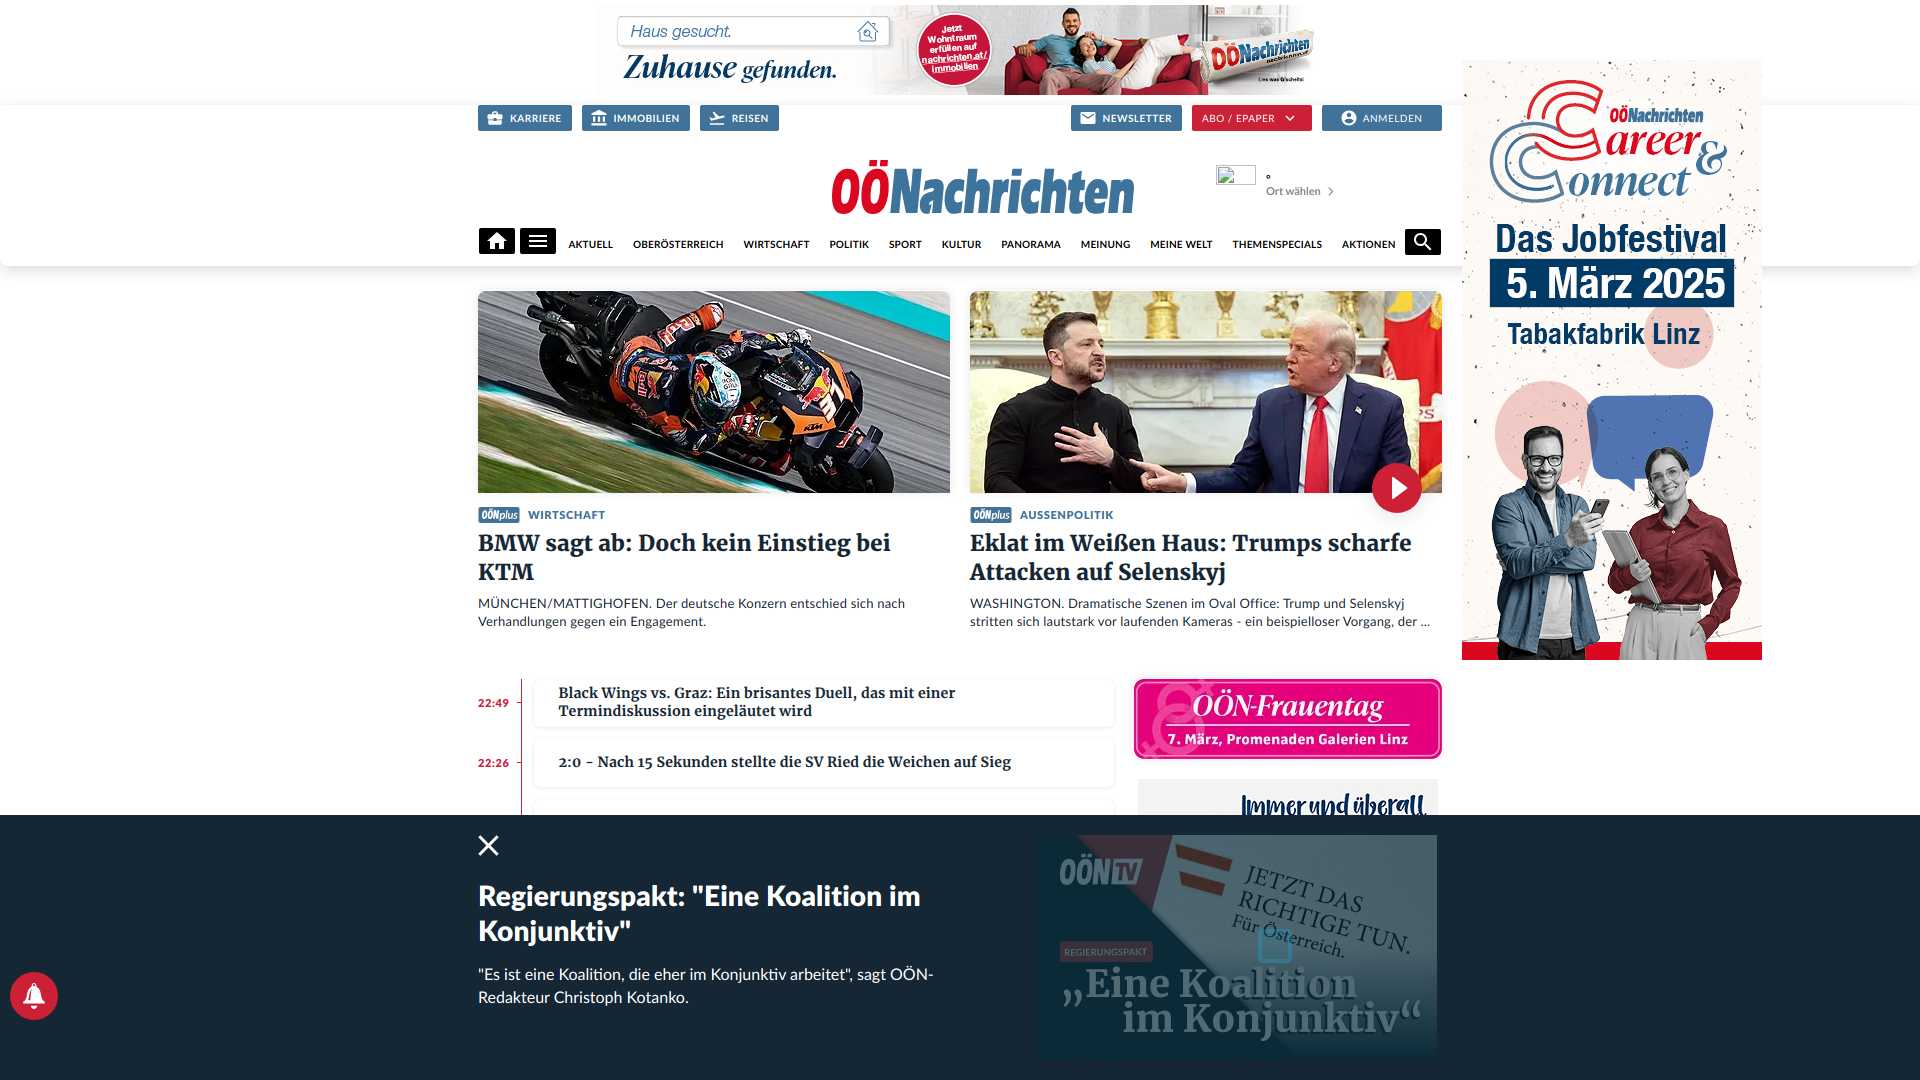 Haus gesucht.
Zuhause gefunden.
Jetzt
Wohntraum
erfüllen auf
nachrichten.at/
immobilien
OÖNachrichten
Lies was G'scheits!
KARRIERE
IMMOBILIEN
REISEN
NEWSLETTER
ABO / EPAPER
ANMELDEN
OÖNachrichten
°
Ort wählen
AKTUELL
OBERÖSTERREICH
WIRTSCHAFT
POLITIK
SPORT
KULTUR
PANORAMA
MEINUNG
MEINE WELT
THEMENSPECIALS
AKTIONEN
OÖNachrichten
Career &
Connect
Das Jobfestival
5. März 2025
Tabakfabrik Linz
OÖNplus WIRTSCHAFT
BMW sagt ab: Doch kein Einstieg bei
KTM
MÜNCHEN/MATTIGHOFEN. Der deutsche Konzern entschied sich nach
Verhandlungen gegen ein Engagement.
OÖNplus AUSSENPOLITIK
Eklat im Weißen Haus: Trumps scharfe
Attacken auf Selenskyj
WASHINGTON. Dramatische Szenen im Oval Office: Trump und Selenskyj
stritten sich lautstark vor laufenden Kameras - ein beispielloser Vorgang, der ...
22:49
Black Wings vs. Graz: Ein brisantes Duell, das mit einer
Termindiskussion eingeläutet wird
22:26
2:0 - Nach 15 Sekunden stellte die SV Ried die Weichen auf Sieg
OÖN-Frauentag
7. März, Promenaden Galerien Linz
Immer und überall
Regierungspakt: "Eine Koalition im
Konjunktiv"
"Es ist eine Koalition, die eher im Konjunktiv arbeitet", sagt OÖN-
Redakteur Christoph Kotanko.
OÖN TV
JETZT DAS
RICHTIGE TUN.
Für Österreich.
REGIERUNGSPAKT
„Eine Koalition
im Konjunktiv“